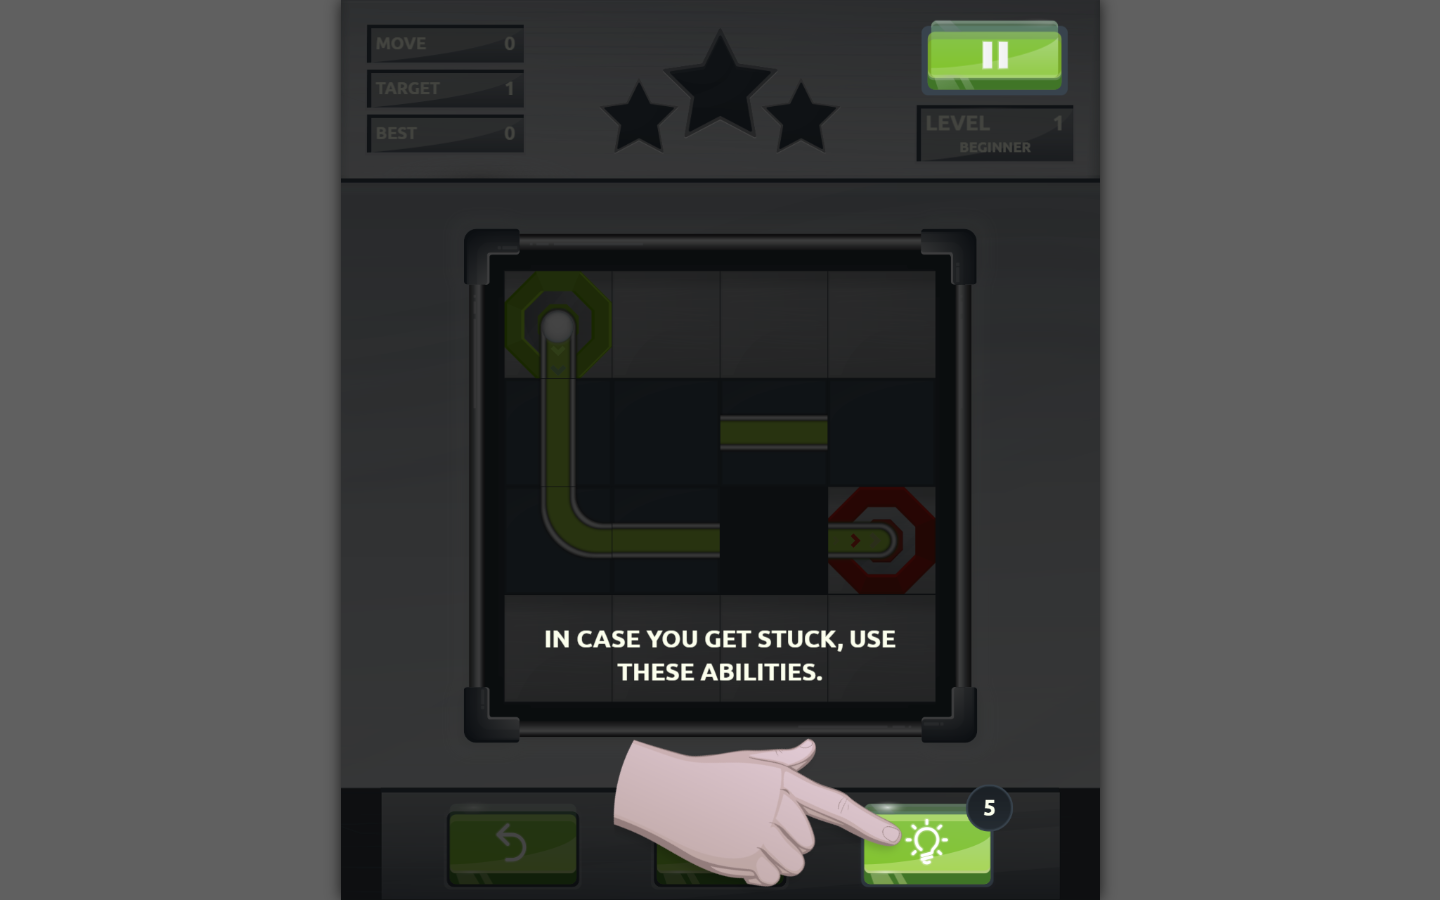 MOVE 0
TARGET 1
BEST 0
LEVEL 1
BEGINNER
IN CASE YOU GET STUCK, USE
THESE ABILITIES.
5